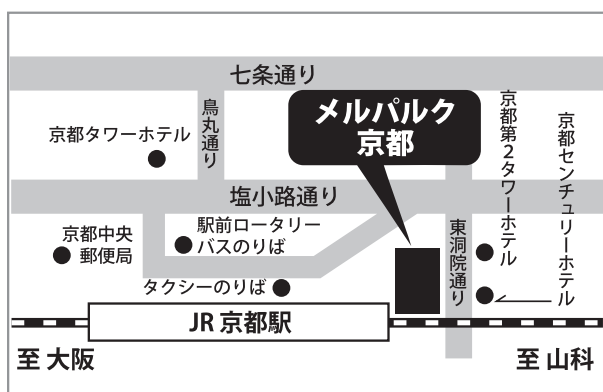 七条通り
烏丸通り
メルパルク
京都
京都第2タワーホテル
京都センチュリーホテル
京都タワーホテル
塩小路通り
京都中央
郵便局
駅前ロータリー
バスのりば
東洞院通り
タクシーのりば
JR 京都駅
至 大阪
至 山科